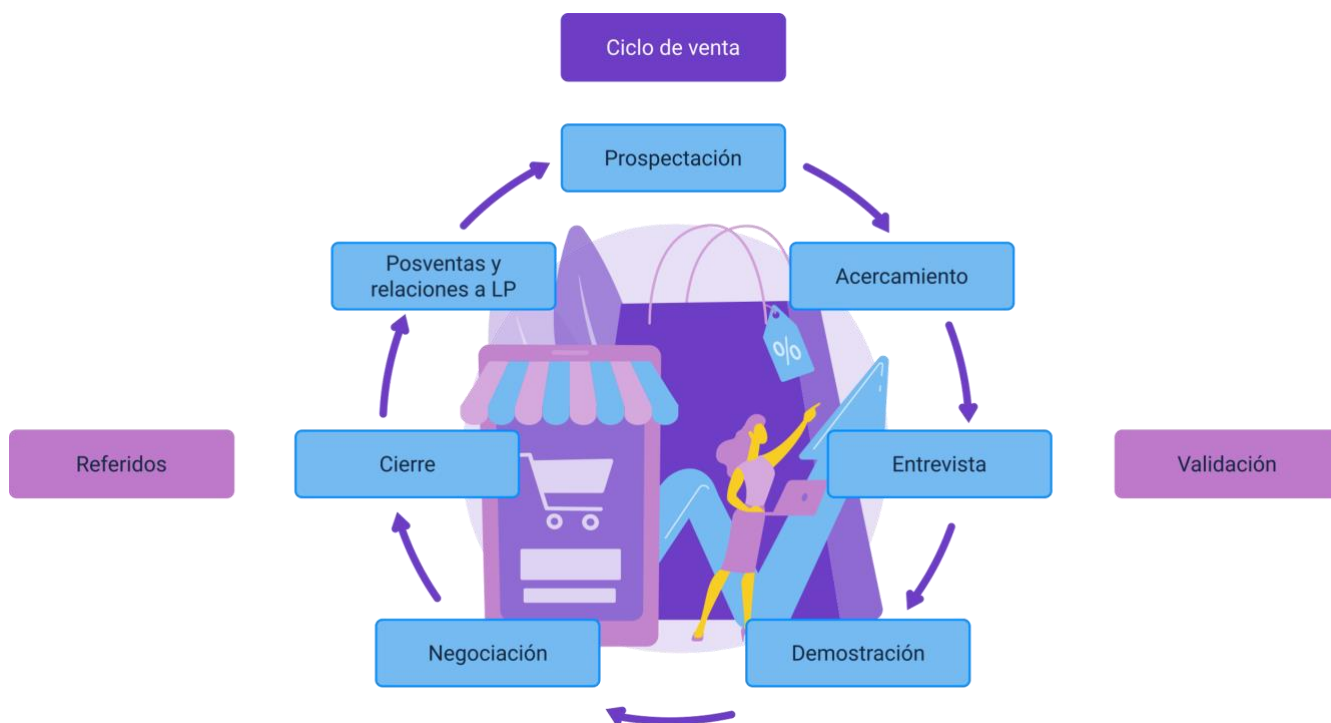 Ciclo de venta
Prospectación
Posventas y
relaciones a LP
Acercamiento
%
Referidos
Cierre
Entrevista
Validación
Negociación
Demostración